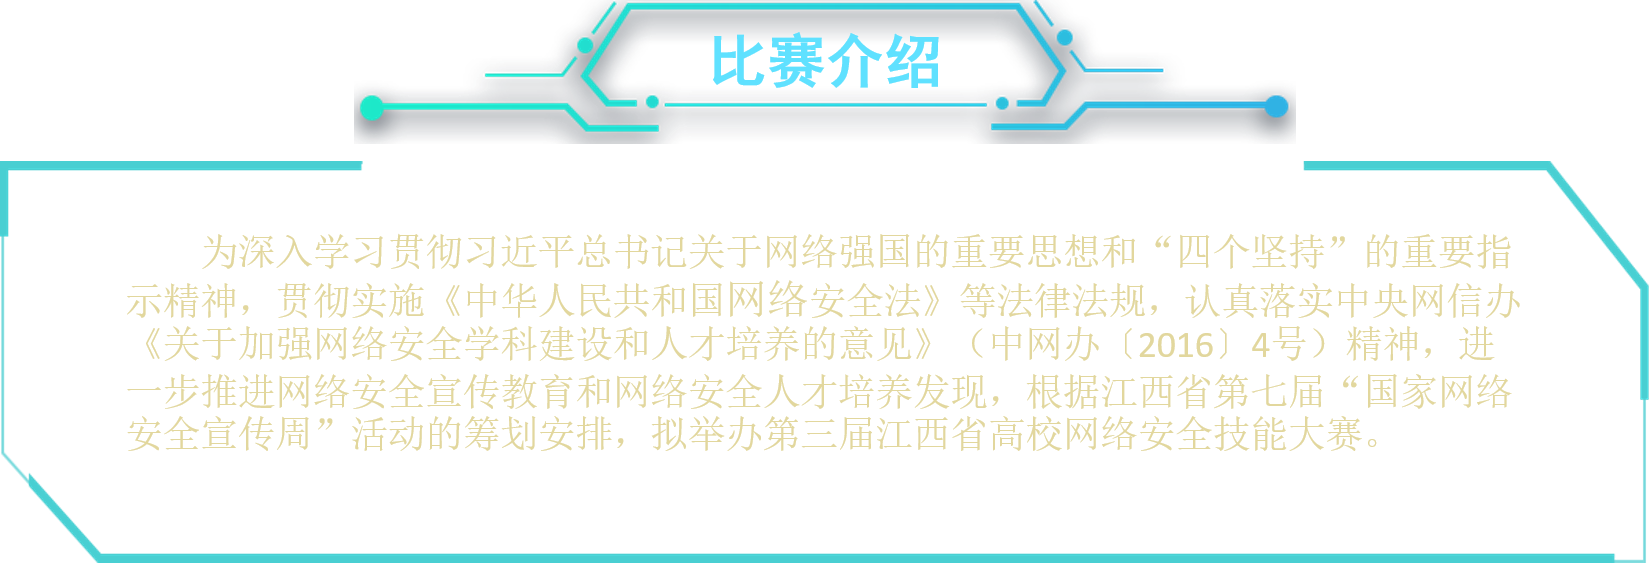 比赛介绍
为深入学习贯彻习近平总书记关于网络强国的重要思想和“四个坚持”的重要指
示精神，贯彻实施《中华人民共和国网络安全法》等法律法规，认真落实中央网信办
《关于加强网络安全学科建设和人才培养的意见》（中网办〔2016〕4号）精神，进
一步推进网络安全宣传教育和网络安全人才培养发现，根据江西省第七届“国家网络
安全宣传周”活动的筹划安排，拟举办第三届江西省高校网络安全技能大赛。